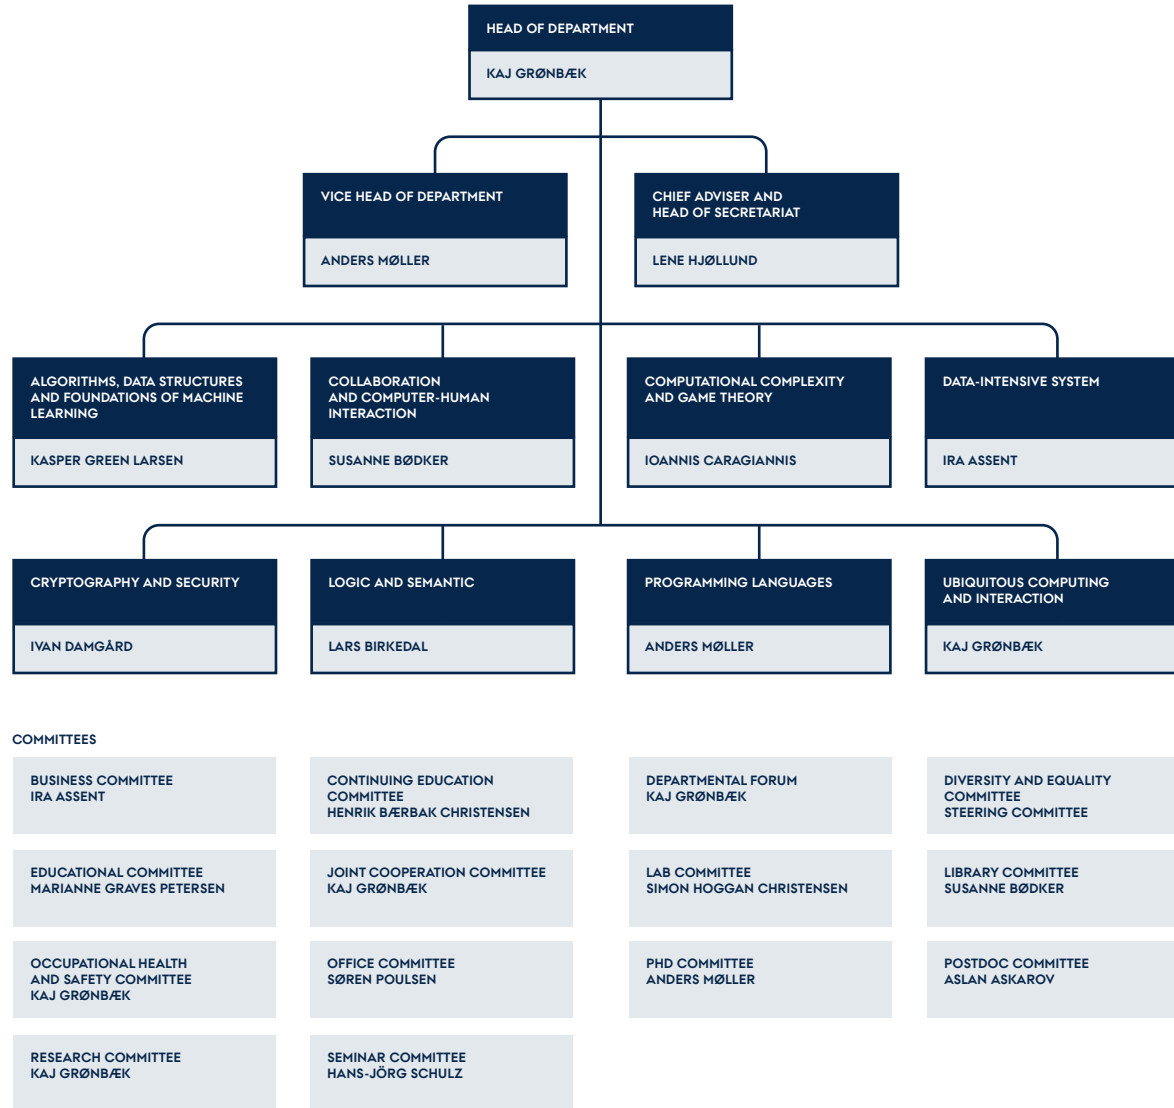 HEAD OF DEPARTMENT
KAJ GRØNBÆK
VICE HEAD OF DEPARTMENT
ANDERS MØLLER
CHIEF ADVISER AND
HEAD OF SECRETARIAT
LENE HJØLLUND
ALGORITHMS, DATA STRUCTURES
AND FOUNDATIONS OF MACHINE
LEARNING
KASPER GREEN LARSEN
COLLABORATION
AND COMPUTER-HUMAN
INTERACTION
SUSANNE BØDKER
COMPUTATIONAL COMPLEXITY
AND GAME THEORY
IOANNIS CARAGIANNIS
DATA-INTENSIVE SYSTEM
IRA ASSENT
CRYPTOGRAPHY AND SECURITY
IVAN DAMGÅRD
LOGIC AND SEMANTIC
LARS BIRKEDAL
PROGRAMMING LANGUAGES
ANDERS MØLLER
UBIQUITOUS COMPUTING
AND INTERACTION
KAJ GRØNBÆK
COMMITTEES
BUSINESS COMMITTEE
IRA ASSENT
CONTINUING EDUCATION
COMMITTEE
HENRIK BÆRBAK CHRISTENSEN
DEPARTMENTAL FORUM
KAJ GRØNBÆK
DIVERSITY AND EQUALITY
COMMITTEE
STEERING COMMITTEE
EDUCATIONAL COMMITTEE
MARIANNE GRAVES PETERSEN
JOINT COOPERATION COMMITTEE
KAJ GRØNBÆK
LAB COMMITTEE
SIMON HOGGAN CHRISTENSEN
LIBRARY COMMITTEE
SUSANNE BØDKER
OCCUPATIONAL HEALTH
AND SAFETY COMMITTEE
KAJ GRØNBÆK
OFFICE COMMITTEE
SØREN POULSEN
PHD COMMITTEE
ANDERS MØLLER
POSTDOC COMMITTEE
ASLAN ASKAROV
RESEARCH COMMITTEE
KAJ GRØNBÆK
SEMINAR COMMITTEE
HANS-JÖRG SCHULZ